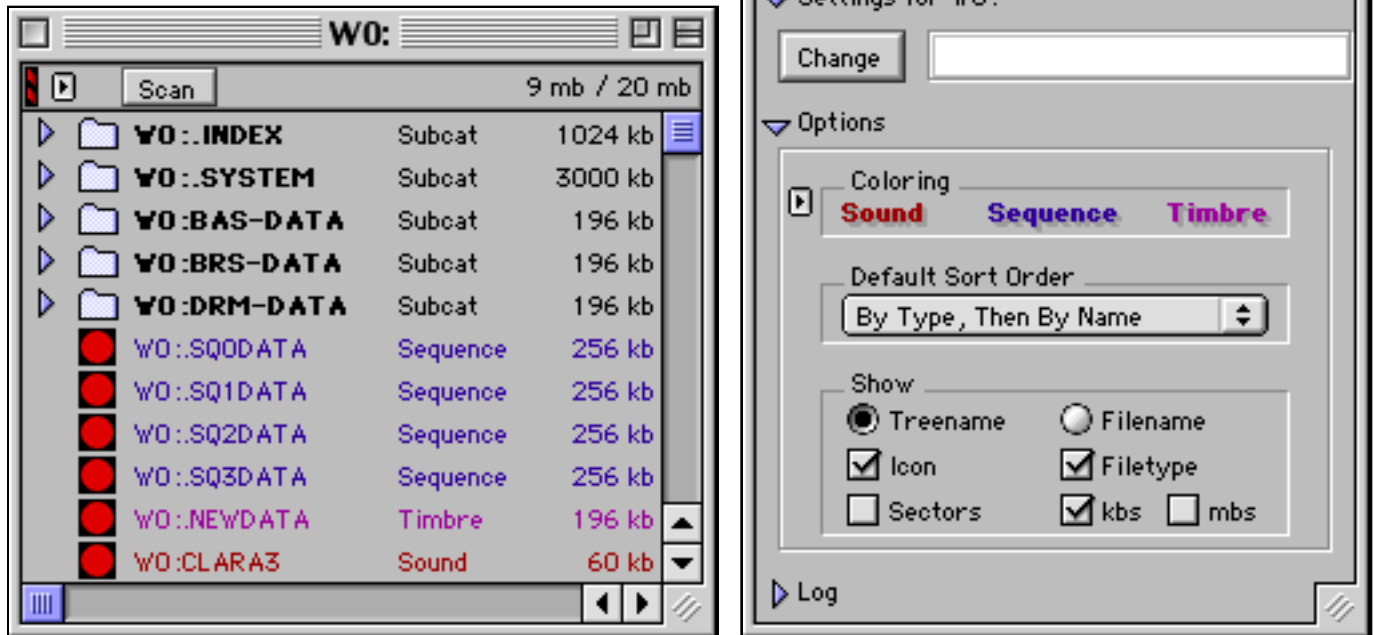 W0:
Scan 9 mb / 20 mb
W0:.INDEX Subcat 1024 kb
W0:.SYSTEM Subcat 3000 kb
W0:BAS-DATA Subcat 196 kb
W0:BRS-DATA Subcat 196 kb
W0:DRM-DATA Subcat 196 kb
W0:.SQ0DATA Sequence 256 kb
W0:.SQ1DATA Sequence 256 kb
W0:.SQ2DATA Sequence 256 kb
W0:.SQ3DATA Sequence 256 kb
W0:.NEWDATA Timbre 196 kb
W0:CLARA3 Sound 60 kb
Settings for W0:
Change
Options
Coloring
Sound Sequence Timbre
Default Sort Order
By Type, Then By Name
Show
Treename Filename
Icon Filetype
Sectors kbs mbs
Log